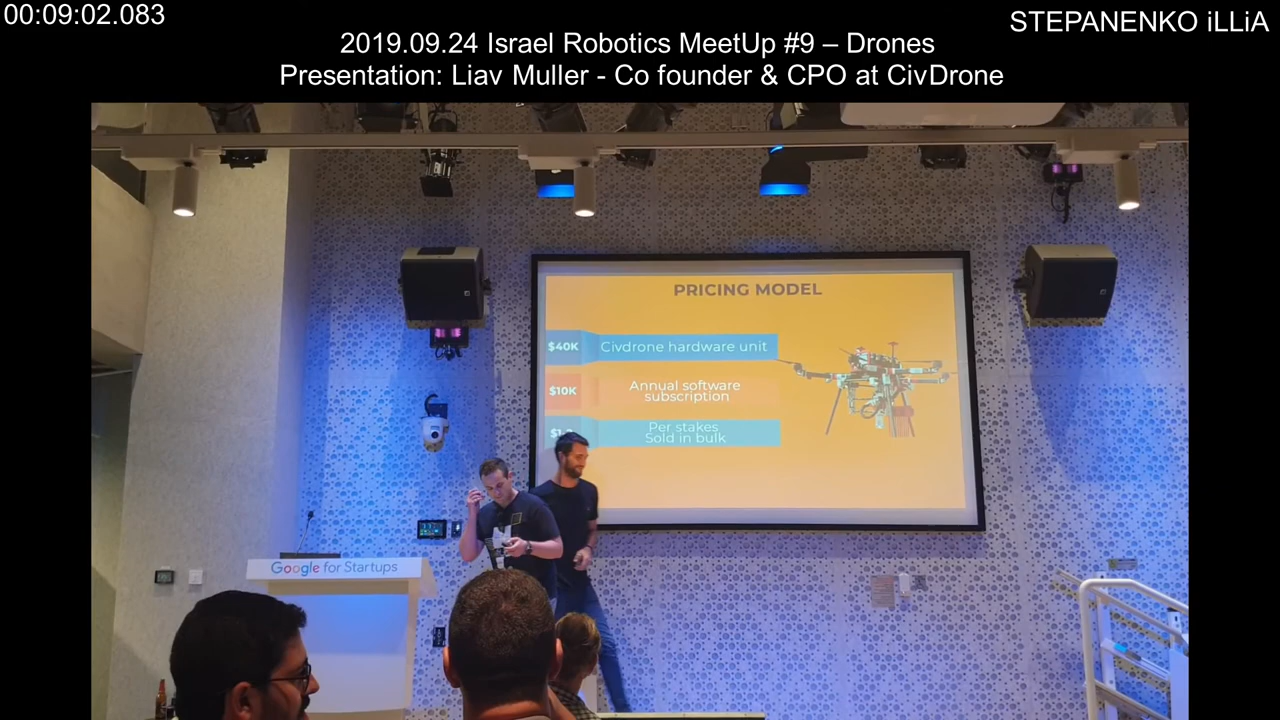 00:09:02.083
STEPANENKO iLLiA
2019.09.24 Israel Robotics MeetUp #9 – Drones
Presentation: Liav Muller - Co founder & CPO at CivDrone
PRICING MODEL
$40K
Civdrone hardware unit
$10K
Annual software
subscription
Per stakes
Sold in bulk
Google for Startups